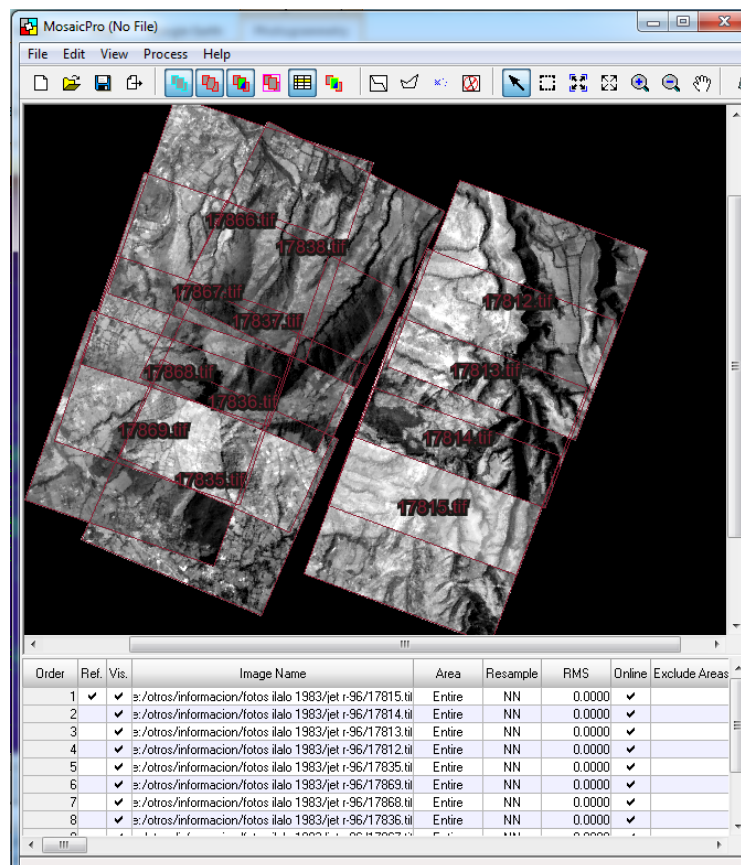 MosaicPro (No File)
File Edit View Process Help
17866.tif
17838.tif
17867.tif
17837.tif
17812.tif
17868.tif
17813.tif
17836.tif
17869.tif
17814.tif
17835.tif
17815.tif
Order Ref. Vis. Image Name Area Resample RMS Online Exclude Areas
1 e:/otros/informacion/fotos ilalo 1983/jet r-96/17815.til Entire NN 0.0000
2 e:/otros/informacion/fotos ilalo 1983/jet r-96/17814.til Entire NN 0.0000
3 e:/otros/informacion/fotos ilalo 1983/jet r-96/17813.til Entire NN 0.0000
4 e:/otros/informacion/fotos ilalo 1983/jet r-96/17812.til Entire NN 0.0000
5 e:/otros/informacion/fotos ilalo 1983/jet r-96/17835.til Entire NN 0.0000
6 e:/otros/informacion/fotos ilalo 1983/jet r-96/17869.til Entire NN 0.0000
7 e:/otros/informacion/fotos ilalo 1983/jet r-96/17868.til Entire NN 0.0000
8 e:/otros/informacion/fotos ilalo 1983/jet r-96/17836.til Entire NN 0.0000